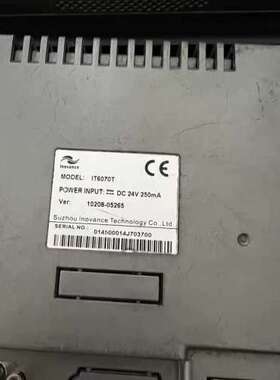 inovance
MODEL: IT6070T
POWER INPUT: DC 24V 250mA
Ver: 10208-05265
Suzhou Inovance Technology Co.,Ltd
SERIAL NO.: 014500014J703700
CE